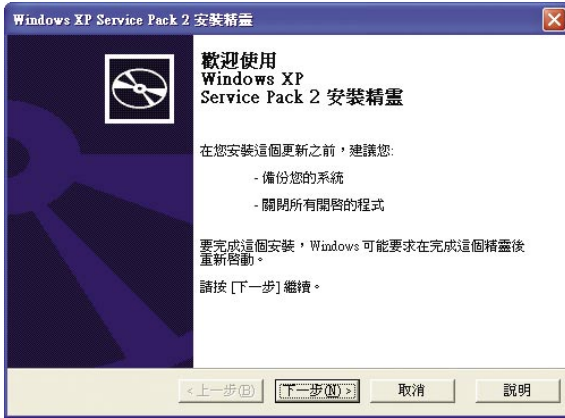 Windows XP Service Pack 2 安裝精靈
歡迎使用
Windows XP
Service Pack 2 安裝精靈
在您安裝這個更新之前，建議您:
- 備份您的系統
- 關閉所有開啓的程式
要完成這個安裝，Windows 可能要求在完成這個精靈後
重新啓動。
請按 [下一步] 繼續。
<上一步(B)
下一步(N) >
取消
說明